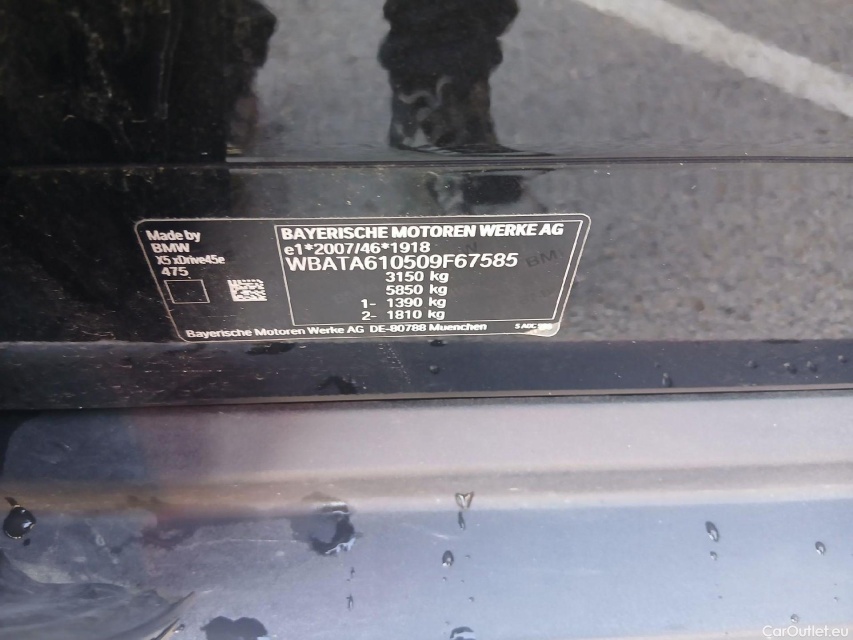 Made by
BMW
X5 xDrive45e
475
BAYERISCHE MOTOREN WERKE AG
e1*2007/46*1918
WBATA610509F67585
3150 kg
5850 kg
1- 1390 kg
2- 1810 kg
Bayerische Motoren Werke AG DE-80788 Muenchen
CarOutlet.eu